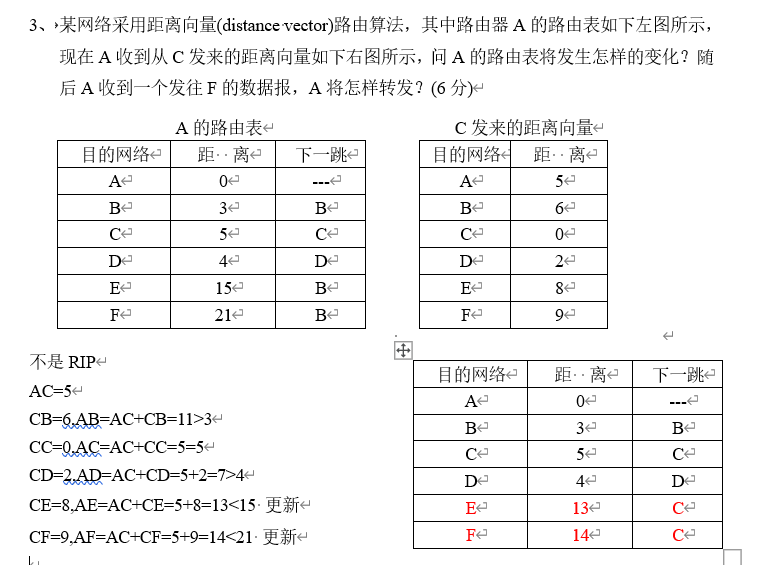 3、某网络采用距离向量(distance vector)路由算法，其中路由器 A 的路由表如下左图所示，
现在 A 收到从 C 发来的距离向量如下右图所示，问 A 的路由表将发生怎样的变化？随
后 A 收到一个发往 F 的数据报，A 将怎样转发？(6 分)
A 的路由表
目的网络 距 离 下一跳
A 0 ---
B 3 B
C 5 C
D 4 D
E 15 B
F 21 B
C 发来的距离向量
目的网络 距 离
A 5
B 6
C 0
D 2
E 8
F 9
不是 RIP
AC=5
CB=6,AB=AC+CB=11>3
CC=0,AC=AC+CC=5=5
CD=2,AD=AC+CD=5+2=7>4
CE=8,AE=AC+CE=5+8=13<15 更新
CF=9,AF=AC+CF=5+9=14<21 更新
目的网络 距 离 下一跳
A 0 ---
B 3 B
C 5 C
D 4 D
E 13 C
F 14 C